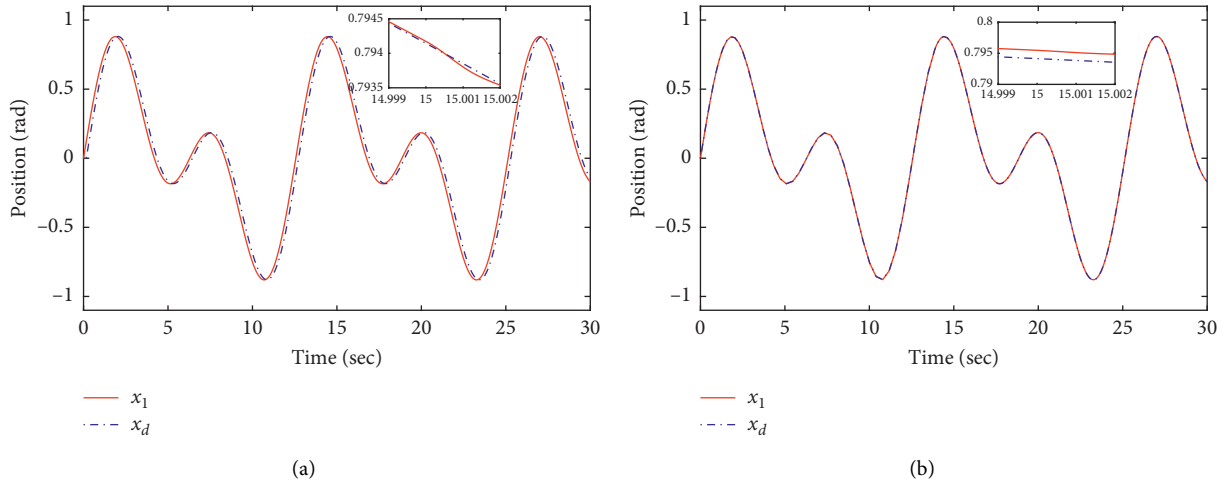 1
0.5
0
−0.5
−1
Position (rad)
0 5 10 15 20 25 30
Time (sec)
0.7945
0.794
0.7935
14.999 15 15.001 15.002
x1
xd
(a)
1
0.5
0
−0.5
−1
Position (rad)
0 5 10 15 20 25 30
Time (sec)
0.8
0.795
0.79
14.999 15 15.001 15.002
x1
xd
(b)